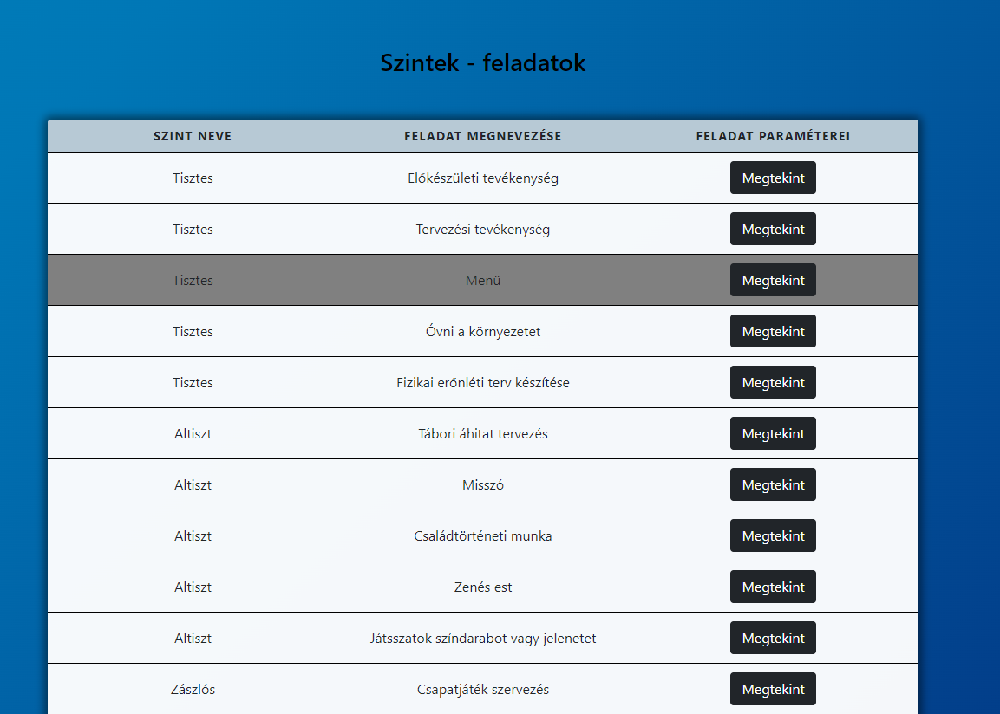 Szintek - feladatok
SZINT NEVE FELADAT MEGNEVEZÉSE FELADAT PARAMÉTEREI
Tisztes Előkészületi tevékenység Megtekint
Tisztes Tervezési tevékenység Megtekint
Tisztes Menü Megtekint
Tisztes Óvni a környezetet Megtekint
Tisztes Fizikai erőnléti terv készítése Megtekint
Altiszt Tábori áhitat tervezés Megtekint
Altiszt Misszó Megtekint
Altiszt Családtörténeti munka Megtekint
Altiszt Zenés est Megtekint
Altiszt Játsszatok színdarabot vagy jelenetet Megtekint
Zászlós Csapatjáték szervezés Megtekint